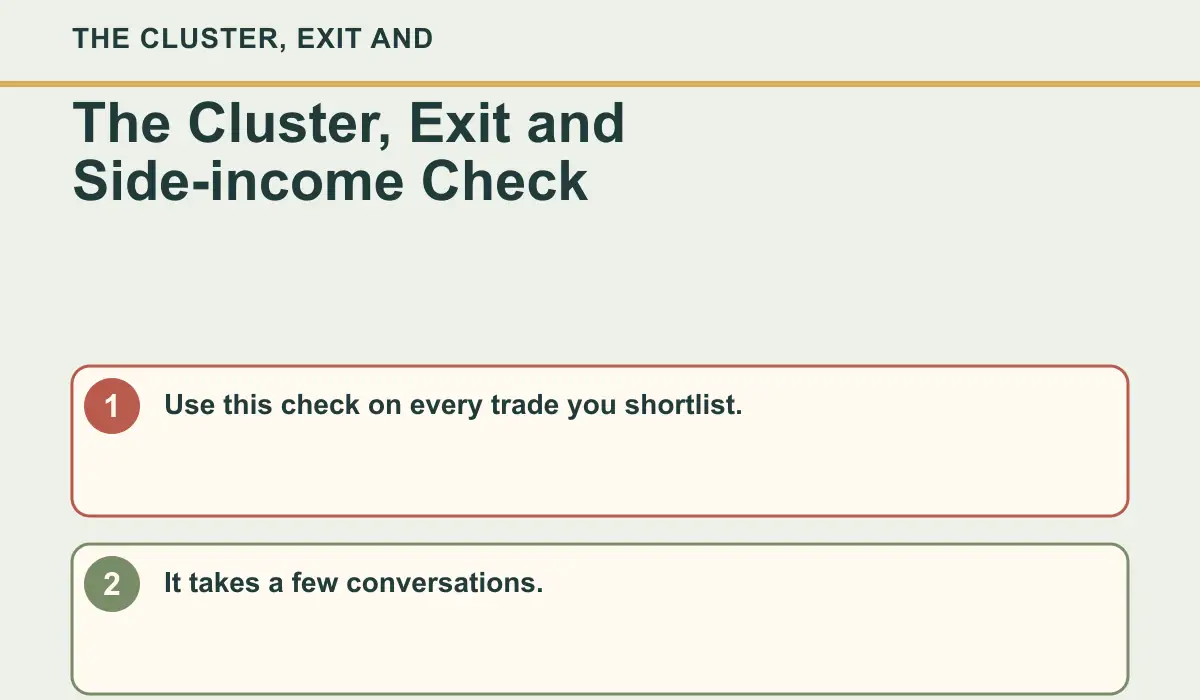 THE CLUSTER, EXIT AND
The Cluster, Exit and
Side-income Check
1
Use this check on every trade you shortlist.
2
It takes a few conversations.